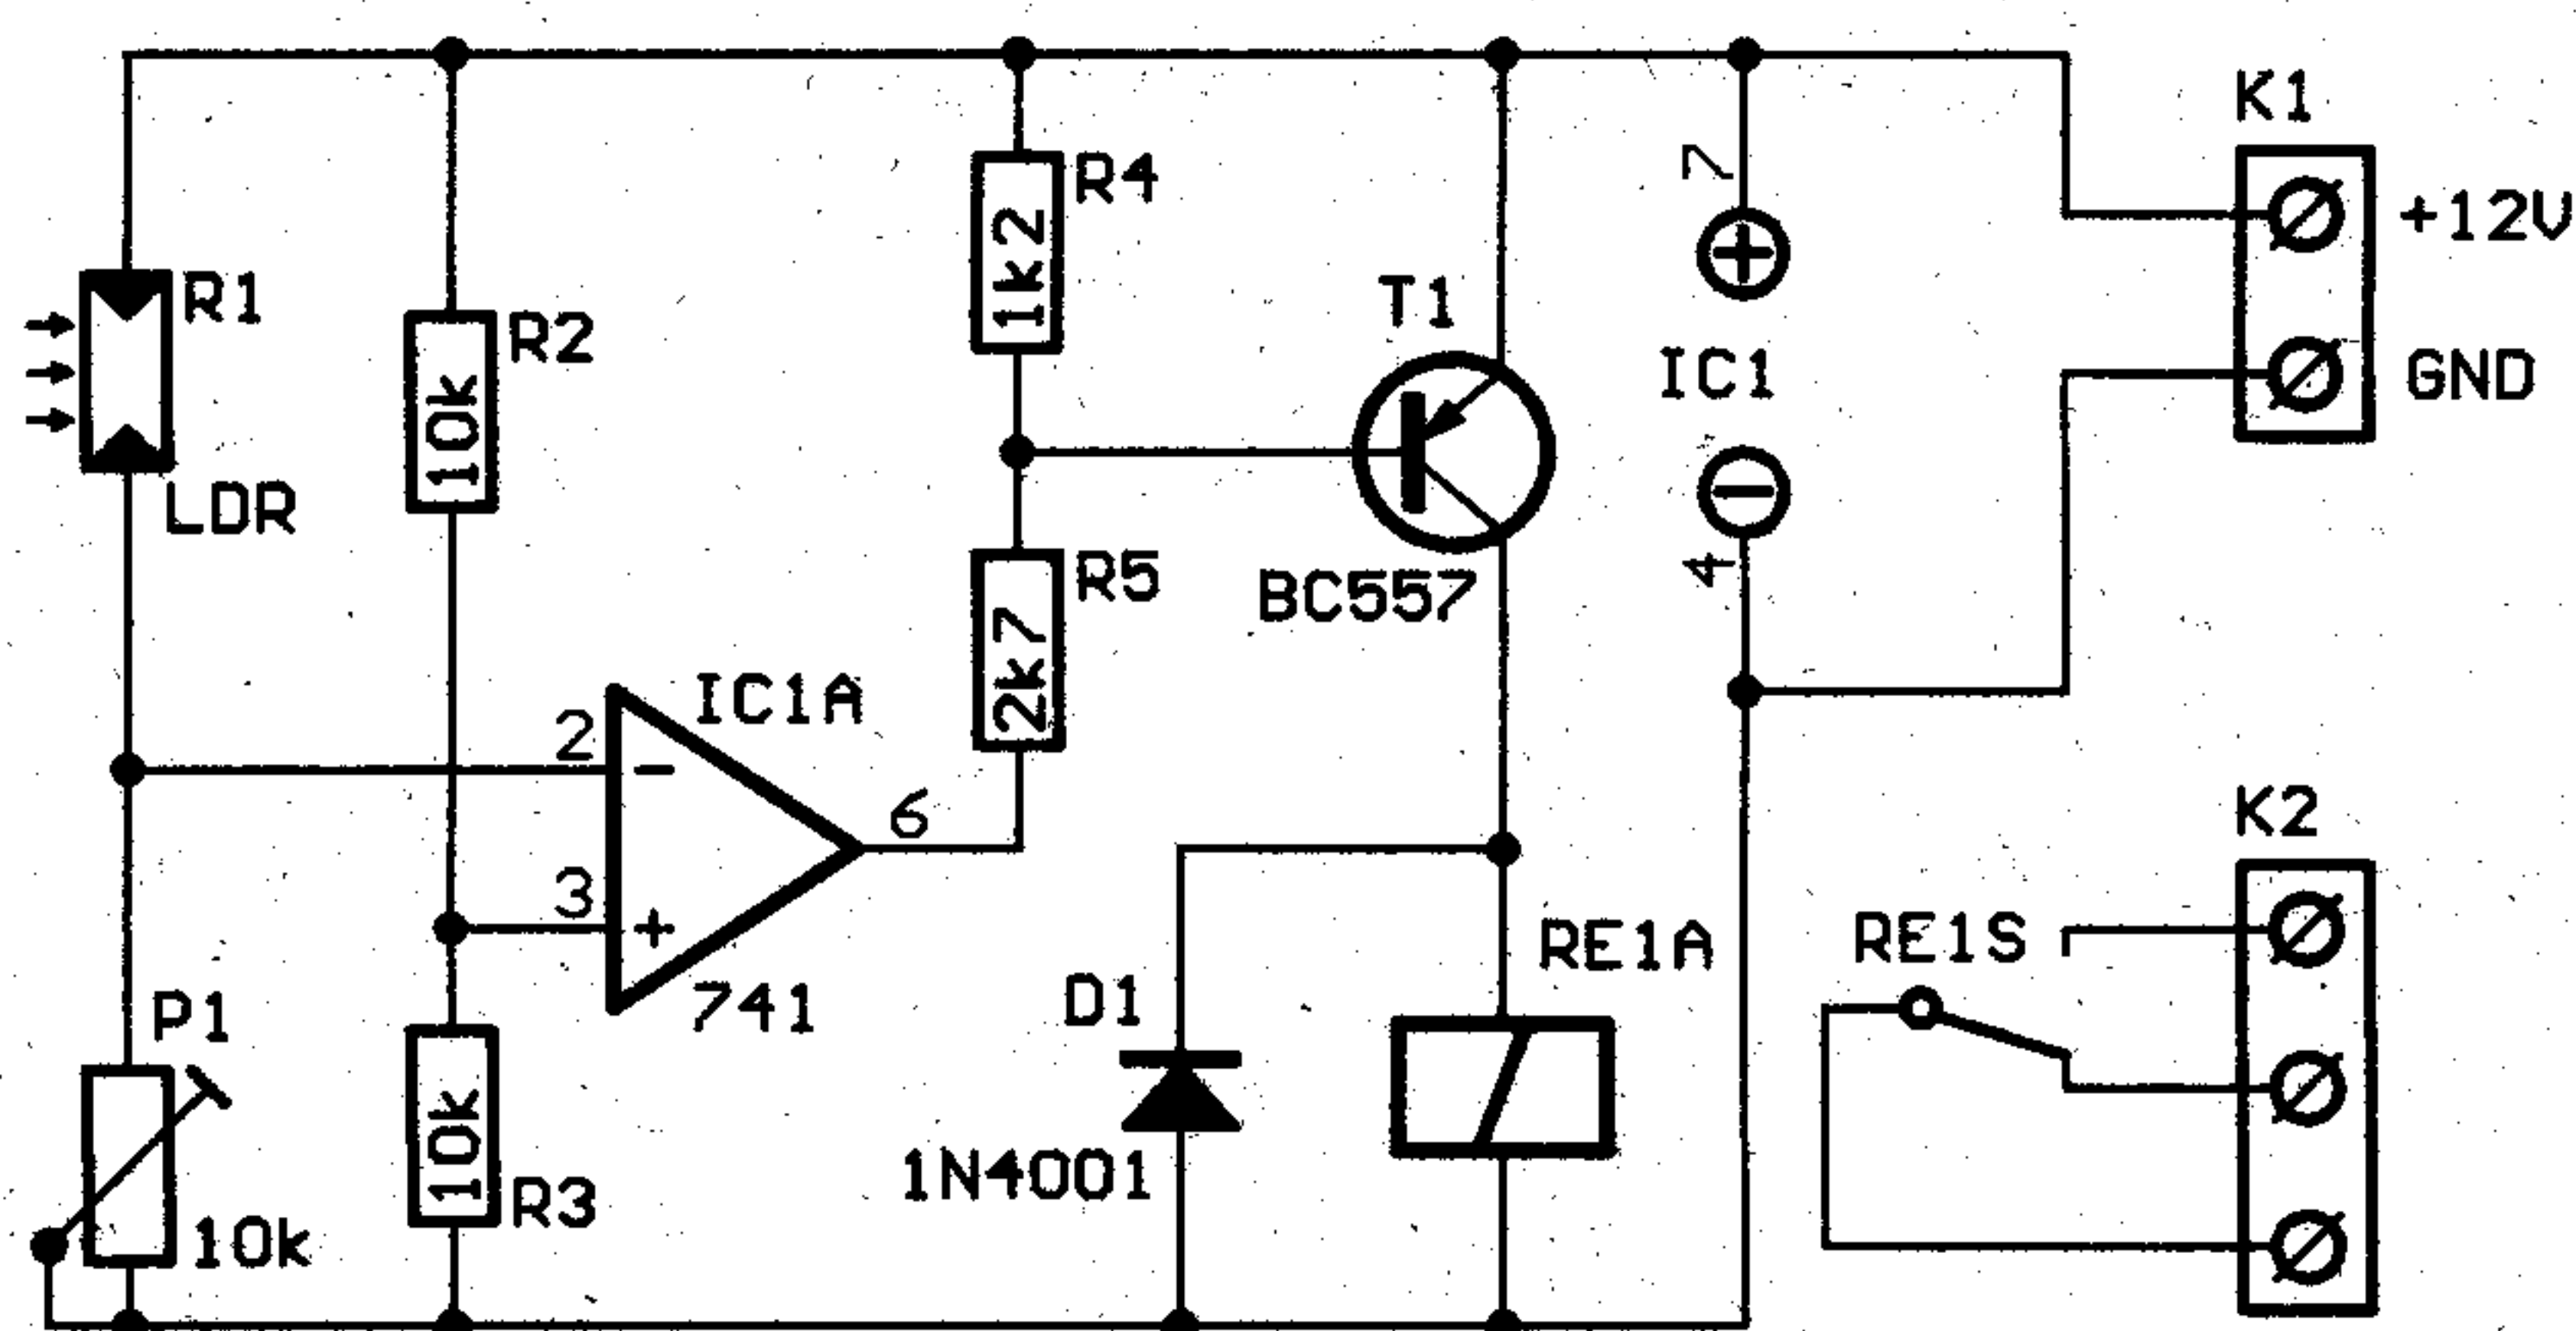 K1
+12V
GND
R4
1k2
7
T1
IC1
R1
R2
10k
LDR
R5
2k7
BC557
4
IC1A
2
-
6
3
+
741
K2
RE1S
RE1A
D1
1N4001
P1
10k
10k
R3